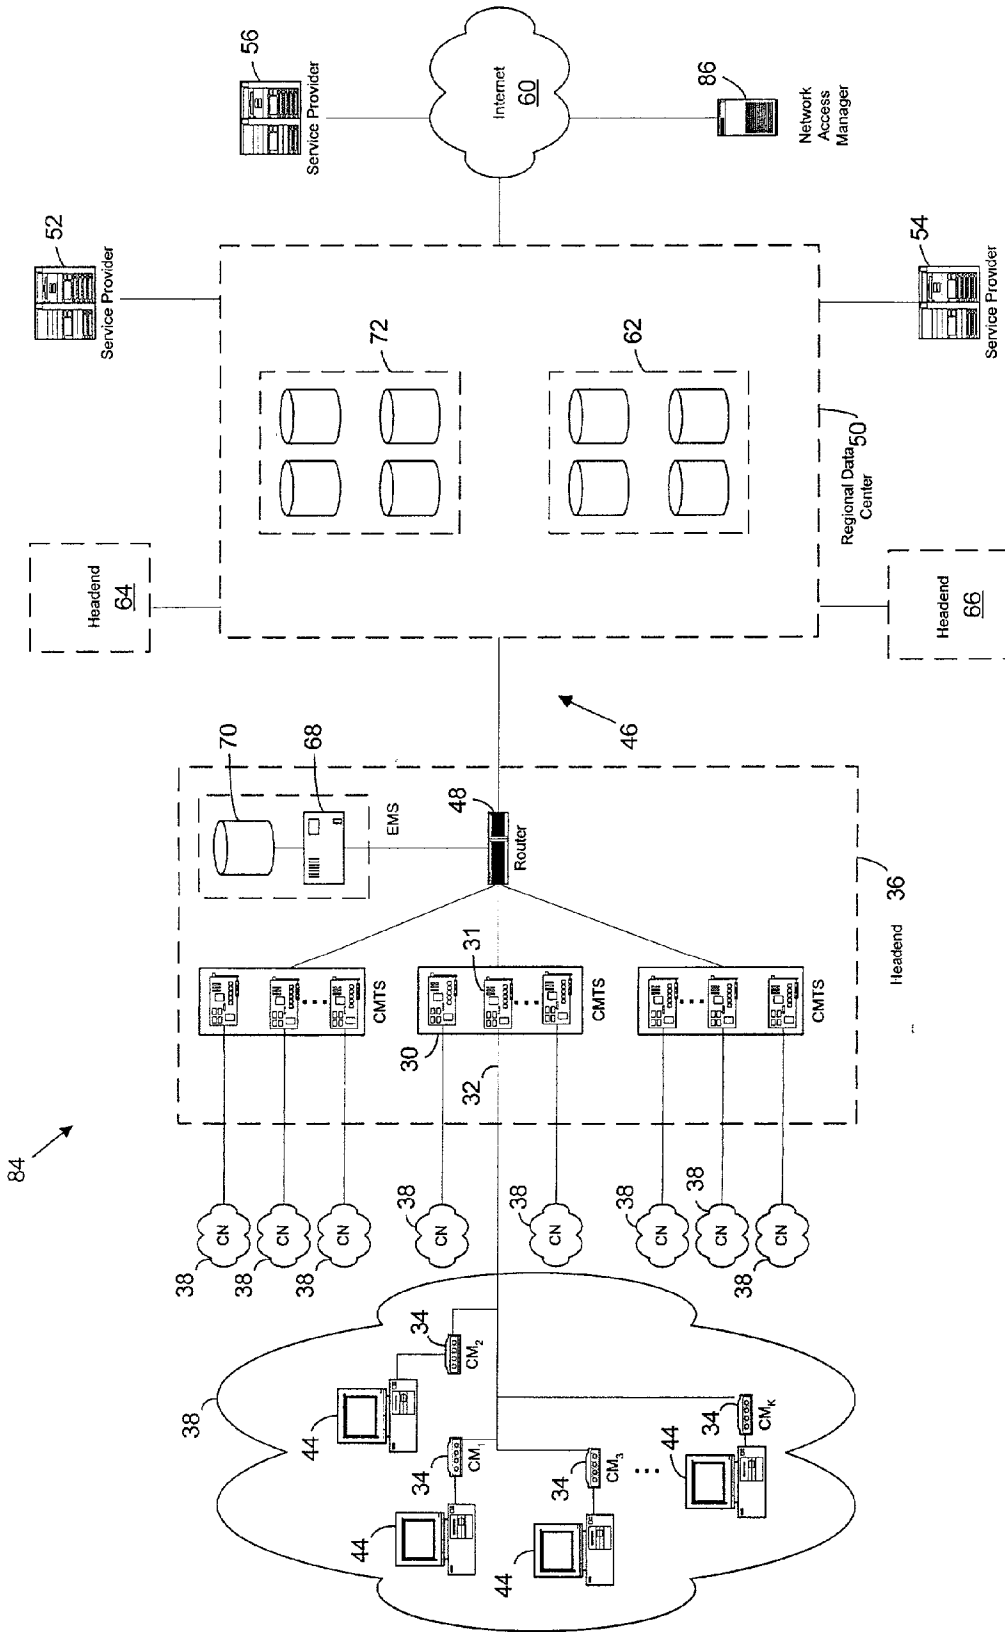 84
38
44
44
44
44
34
CM₁
34
CM₂
34
CM₃
34
CMₖ
38
CN
38
CN
38
CN
38
CN
38
CN
38
CN
38
CN
38
CN
32
30
31
CMTS
CMTS
CMTS
70
68
EMS
48
Router
36
Headend
46
Headend
64
Headend
66
72
62
Regional Data
Center
50
52
Service Provider
54
Service Provider
56
Service Provider
Internet
60
86
Network
Access
Manager